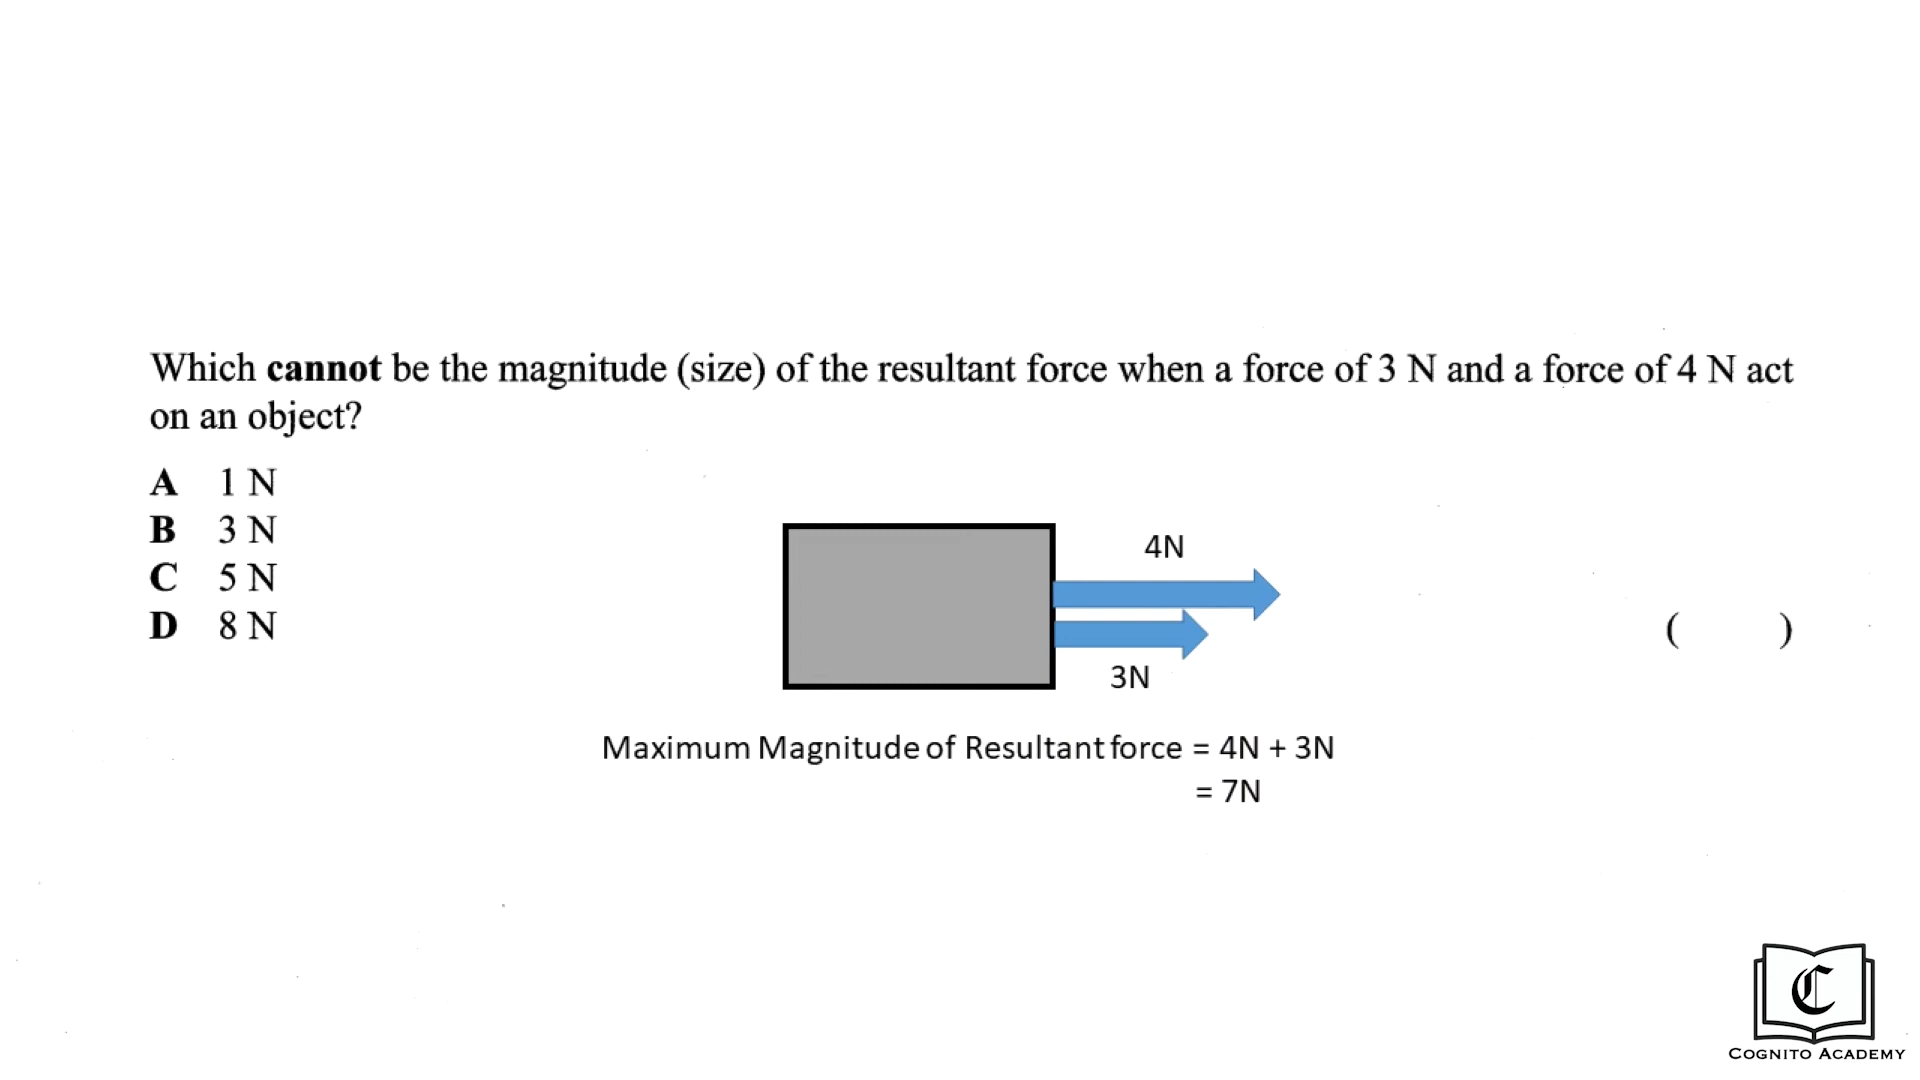 Which cannot be the magnitude (size) of the resultant force when a force of 3 N and a force of 4 N act
on an object?
A 1 N
B 3 N
C 5 N
D 8 N
( )
4N
3N
Maximum Magnitude of Resultant force = 4N + 3N
= 7N
C
COGNITO ACADEMY